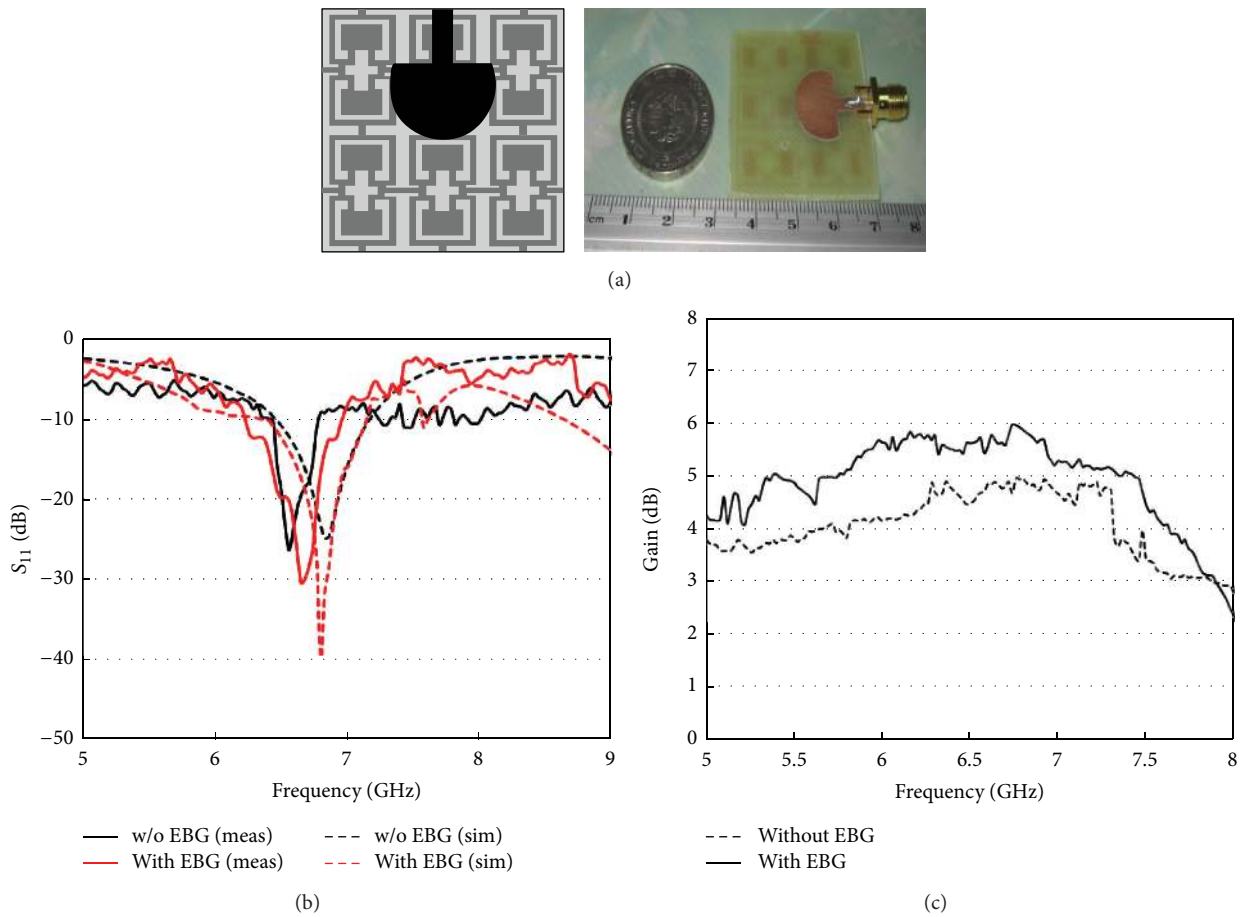 cm 1 2 3 4 5 6 7 8
(a)
0
−10
−20
−30
−40
−50
S11 (dB)
5 6 7 8 9
Frequency (GHz)
w/o EBG (meas)
With EBG (meas)
w/o EBG (sim)
With EBG (sim)
(b)
8
7
6
5
4
3
2
1
0
Gain (dB)
5 5.5 6 6.5 7 7.5 8
Frequency (GHz)
Without EBG
With EBG
(c)